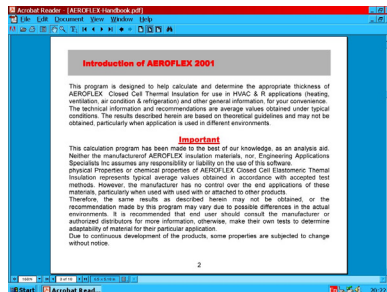 Acrobat Reader - [AEROFLEX-Handbook.pdf]
File Edit Document View Window Help
Introduction of AEROFLEX 2001
This program is designed to help calculate and determine the appropriate thickness of
AEROFLEX Closed Cell Thermal Insulation for use in HVAC & R applications (heating,
ventilation, air condition & refrigeration) and other general information, for your convenience.
The technical information and recommendations are average values obtained under typical
conditions. The results described herein are based on theoretical guidelines and may not be
obtained, particularly when application is used in different environments.
Important
This calculation program has been made to the best of our knowledge, as an analysis aid.
Neither the manufacturerof AEROFLEX insulation materials, nor, Engineering Applications
Specialists Inc assumes any responsibility or liability on the use of this software.
physical Properties or chemical properties of AEROFLEX Closed Cell Elastomeric Themal
Insulation represents typical average values obtained in accordance with accepted test
methods. However, the manufacturer has no control over the end applications of these
materials, particularly when used with used with or attached to other products.
Therefore, the same results as described herein may not be obtained, or the
recommendation made by this program may vary due to possible differences in the actual
environments. It is recommended that end user should consult the manufacturer or
authorized distributors for more information, otherwise, make their own tests to determine
adaptability of material for their particular application.
Due to continuous development of the products, some properties are subjected to change
without notice.
2
Start Acrobat Read... 20:22